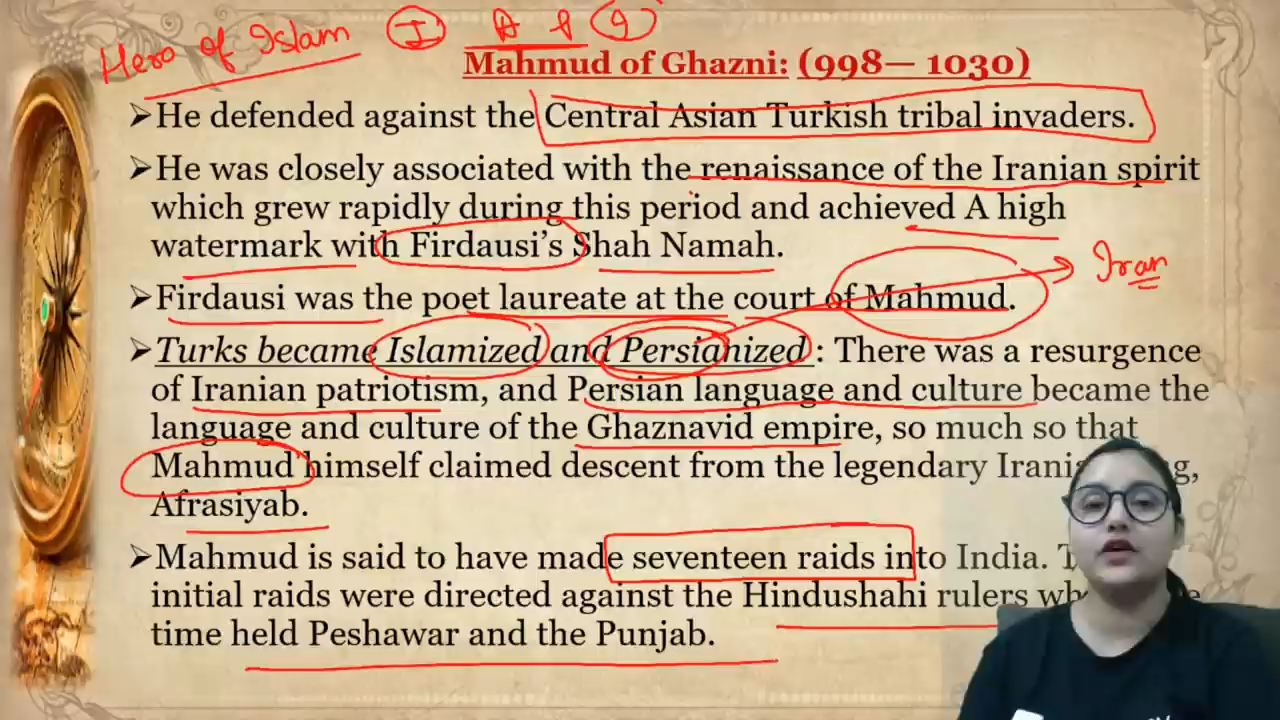 Hero of Islam I
Mahmud of Ghazni: (998— 1030)
➤He defended against the Central Asian Turkish tribal invaders.
➤He was closely associated with the renaissance of the Iranian spirit
which grew rapidly during this period and achieved A high
watermark with Firdausi's Shah Namah.
Iran
➤Firdausi was the poet laureate at the court of Mahmud.
➤Turks became Islamized and Persianized : There was a resurgence
of Iranian patriotism, and Persian language and culture became the
language and culture of the Ghaznavid empire, so much so that
Mahmud himself claimed descent from the legendary
Afrasiyab.
➤Mahmud is said to have made seventeen raids into India.
initial raids were directed against the Hindushahi rulers
time held Peshawar and the Punjab.